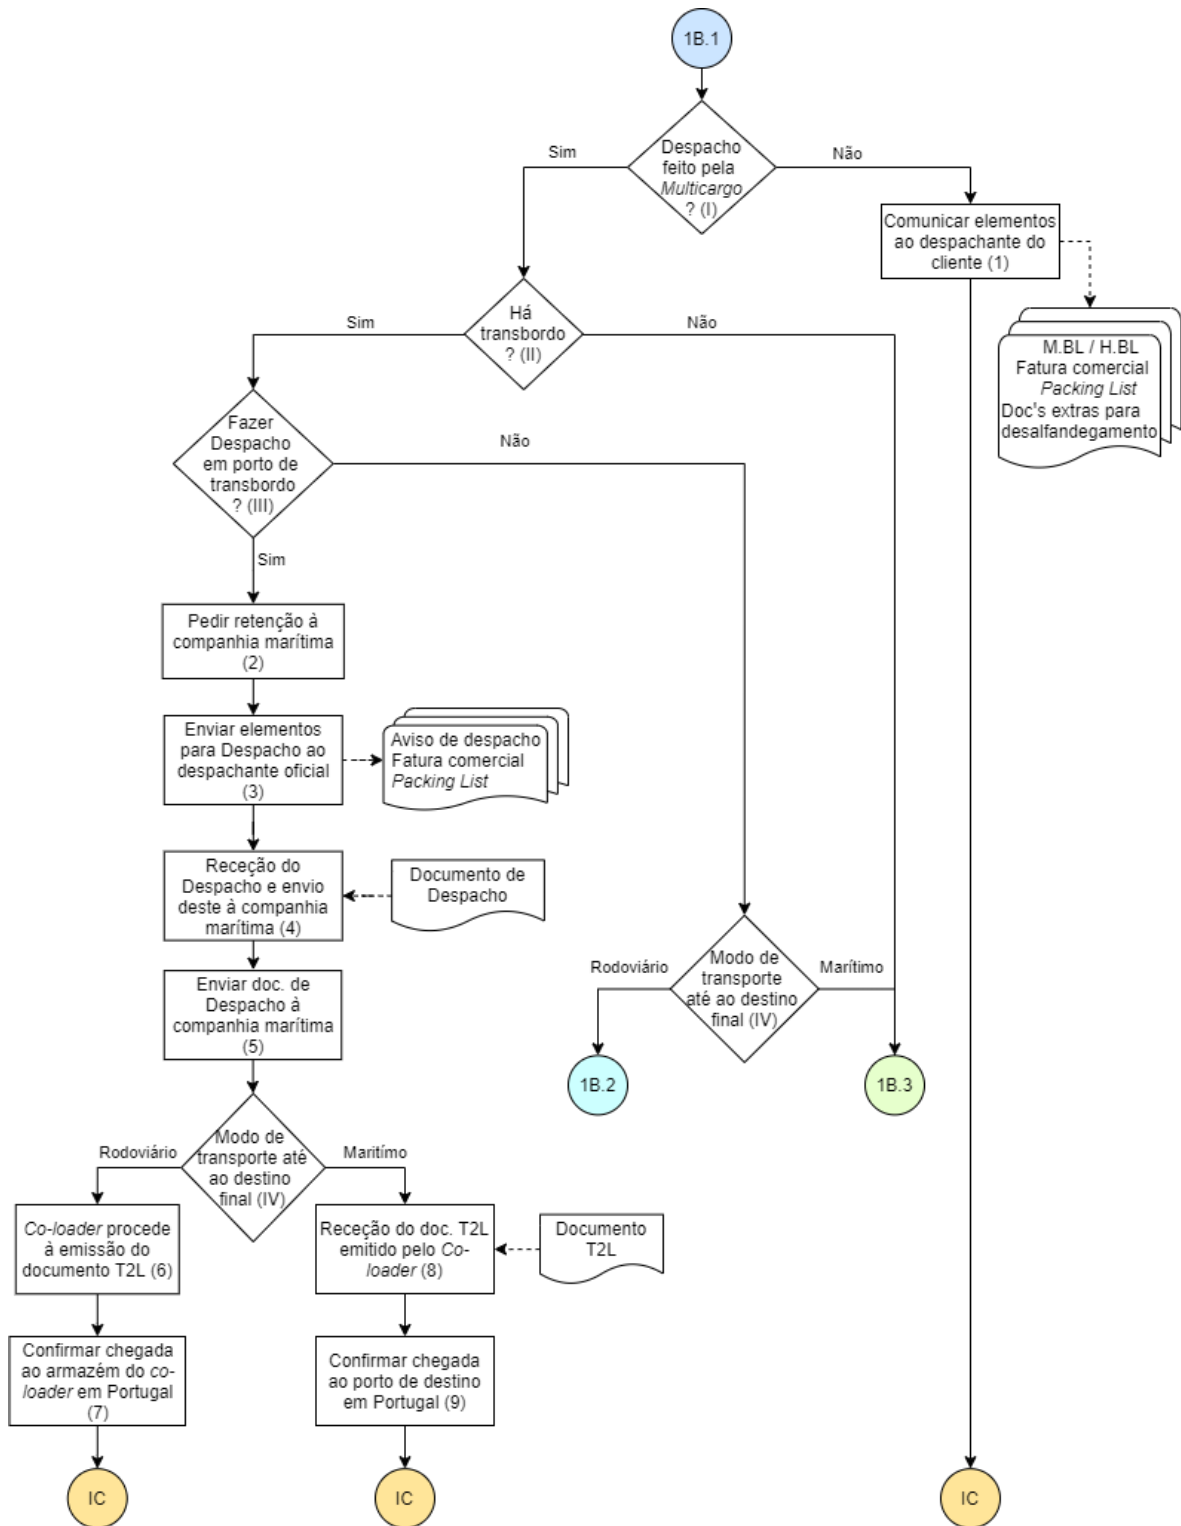 1B.1
Despacho
feito pela
Multicargo
? (I)
Sim
Não
Comunicar elementos
ao despachante do
cliente (1)
M.BL / H.BL
Fatura comercial
Packing List
Doc's extras para
desalfandegamento
Há
transbordo
? (II)
Sim
Não
Fazer
Despacho
em porto de
transbordo
? (III)
Não
Sim
Pedir retenção à
companhia marítima
(2)
Enviar elementos
para Despacho ao
despachante oficial
(3)
Aviso de despacho
Fatura comercial
Packing List
Receção do
Despacho e envio
deste à companhia
marítima (4)
Documento de
Despacho
Enviar doc. de
Despacho à
companhia marítima
(5)
Rodoviário
Modo de
transporte
até ao destino
final (IV)
Marítimo
1B.2
1B.3
Rodoviário
Modo de
transporte até
ao destino
final (IV)
Maritímo
Co-loader procede
à emissão do
documento T2L (6)
Receção do doc. T2L
emitido pelo Co-
loader (8)
Documento
T2L
Confirmar chegada
ao armazém do co-
loader em Portugal
(7)
Confirmar chegada
ao porto de destino
em Portugal (9)
IC
IC
IC